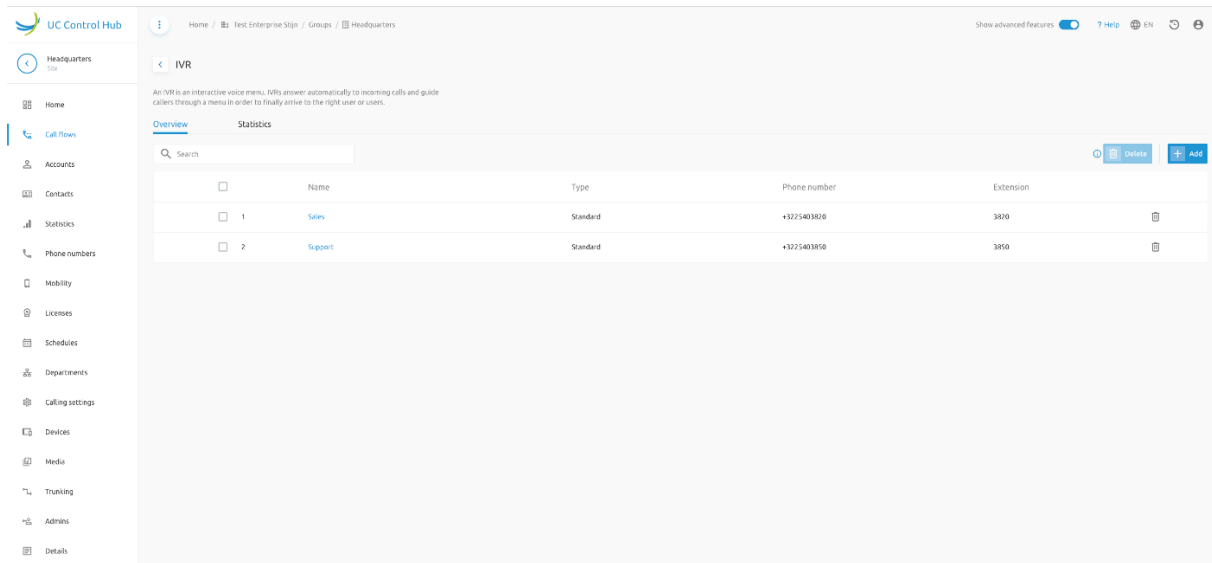 UC Control Hub
Home / Test Enterprise Stijn / Groups / Headquarters
Show advanced features
? Help
EN
Headquarters
Site
IVR
An IVR is an interactive voice menu. IVRs answer automatically to incoming calls and guide
callers through a menu in order to finally arrive to the right user or users.
Home
Call flows
Accounts
Contacts
Statistics
Phone numbers
Mobility
Licenses
Schedules
Departments
Calling settings
Devices
Media
Trunking
Admins
Details
Overview Statistics
Search
Delete
+ Add
Name Type Phone number Extension
1 Sales Standard +3225403820 3820
2 Support Standard +3225403850 3850